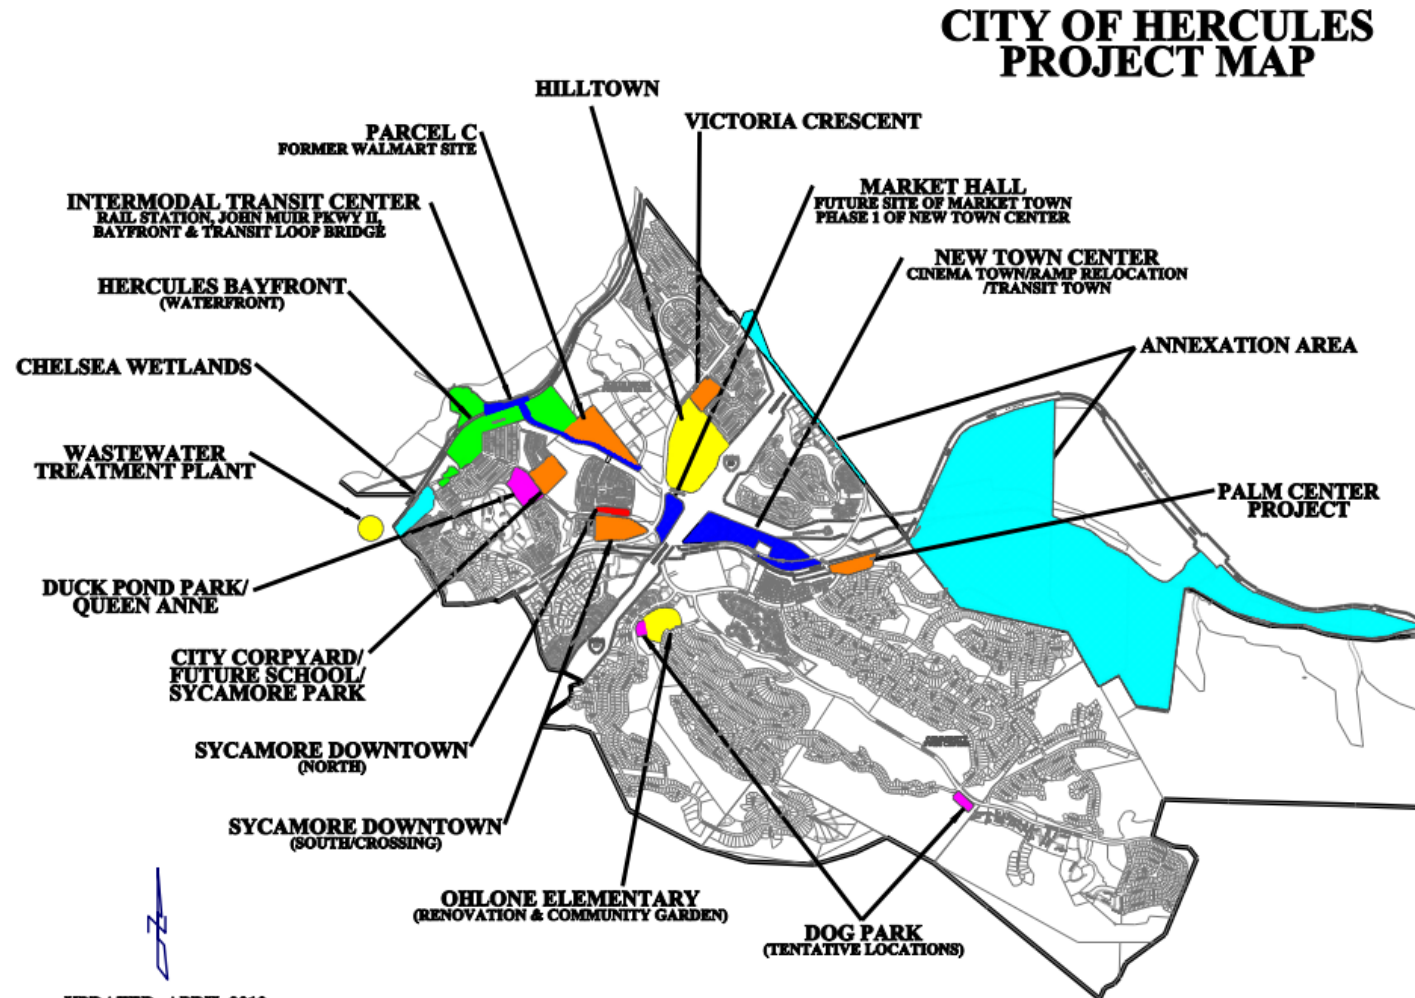 CITY OF HERCULES
PROJECT MAP
HILLTOWN
VICTORIA CRESCENT
PARCEL C
FORMER WALMART SITE
MARKET HALL
FUTURE SITE OF MARKET TOWN
PHASE 1 OF NEW TOWN CENTER
INTERMODAL TRANSIT CENTER
RAIL STATION, JOHN MUIR PKWY II,
BAYFRONT & TRANSIT LOOP BRIDGE
NEW TOWN CENTER
CINEMA TOWN/RAMP RELOCATION
/TRANSIT TOWN
HERCULES BAYFRONT
(WATERFRONT)
ANNEXATION AREA
CHELSEA WETLANDS
WASTEWATER
TREATMENT PLANT
PALM CENTER
PROJECT
DUCK POND PARK/
QUEEN ANNE
CITY CORPYARD/
FUTURE SCHOOL/
SYCAMORE PARK
SYCAMORE DOWNTOWN
(NORTH)
SYCAMORE DOWNTOWN
(SOUTH/CROSSING)
OHLONE ELEMENTARY
(RENOVATION & COMMUNITY GARDEN)
DOG PARK
(TENTATIVE LOCATIONS)